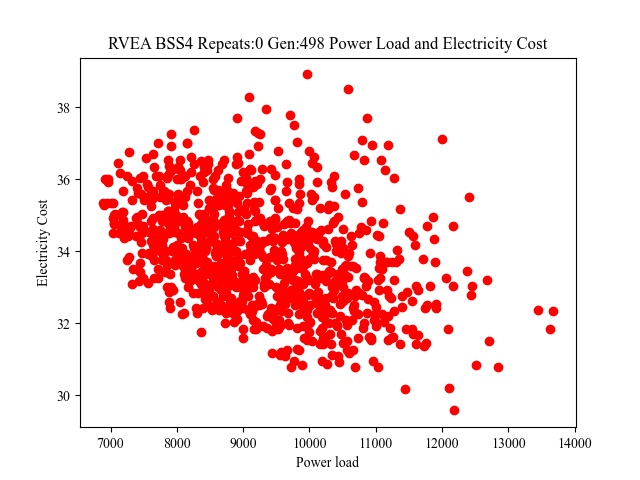 RVEA BSS4 Repeats:0 Gen:498 Power Load and Electricity Cost
Electricity Cost
38
36
34
32
30
7000 8000 9000 10000 11000 12000 13000 14000
Power load